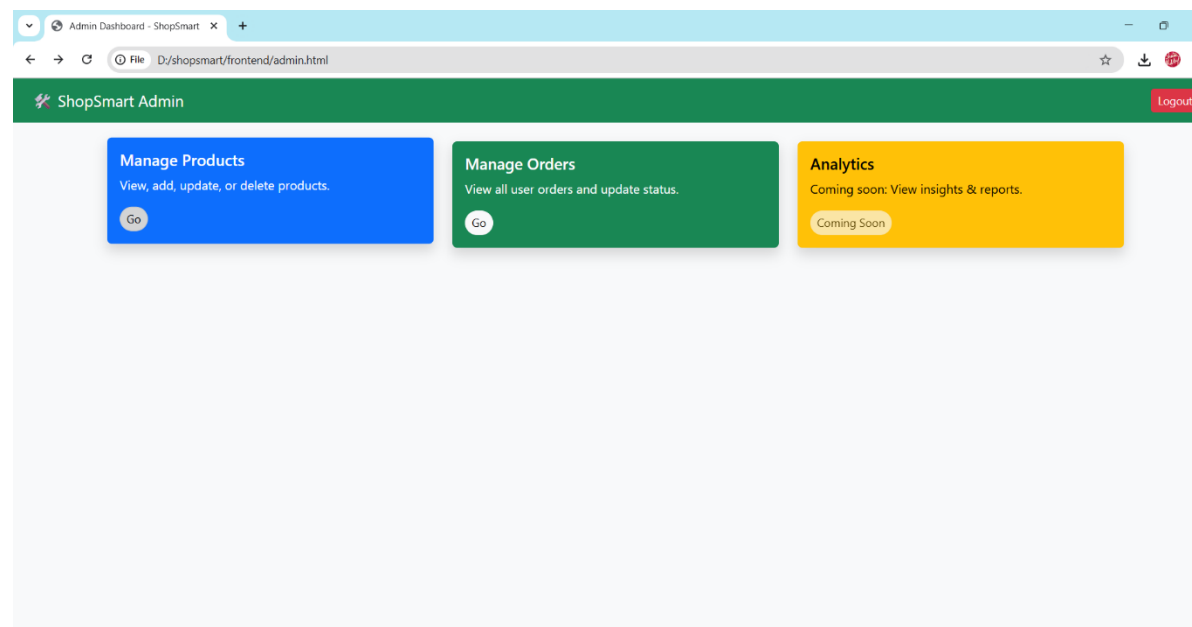 Admin Dashboard - ShopSmart
File D:/shopsmart/frontend/admin.html
ShopSmart Admin
Logout
Manage Products
View, add, update, or delete products.
Go
Manage Orders
View all user orders and update status.
Go
Analytics
Coming soon: View insights & reports.
Coming Soon